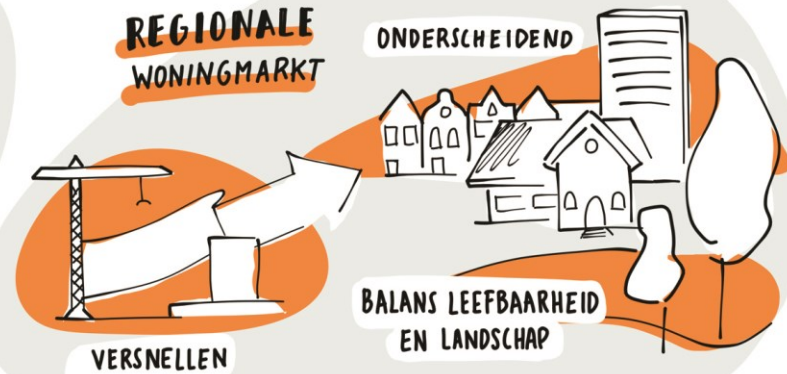 REGIONALE
WONINGMARKT
ONDERSCHEIDEND
VERSNELLEN
BALANS LEEFBAARHEID
EN LANDSCHAP